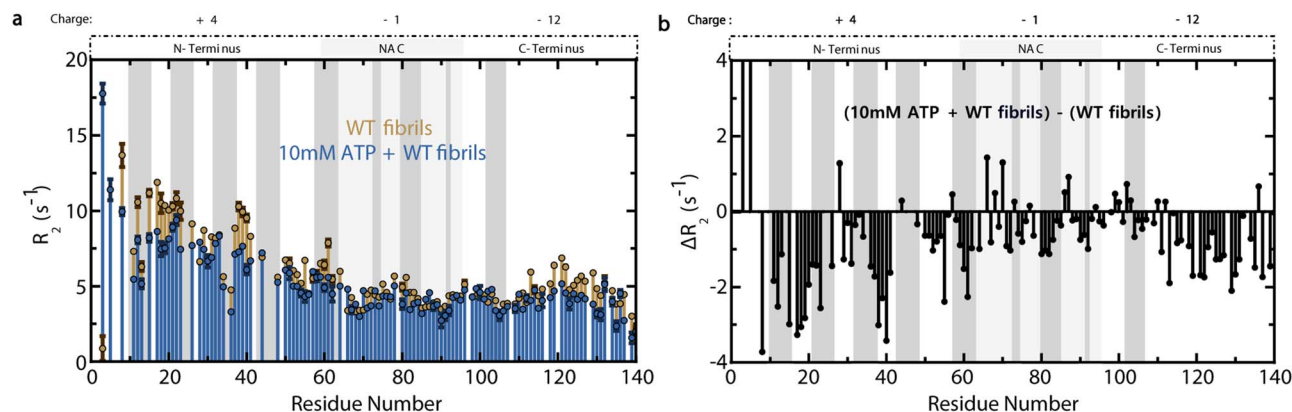 a
Charge: + 4 - 1 - 12
N- Terminus NAC C- Terminus
20
15
10
5
0
R2 (s-1)
WT fibrils
10mM ATP + WT fibrils
0 20 40 60 80 100 120 140
Residue Number
b
Charge : + 4 - 1 - 12
N- Terminus NAC C- Terminus
4
2
0
-2
-4
ΔR2 (s-1)
(10mM ATP + WT fibrils) - (WT fibrils)
0 20 40 60 80 100 120 140
Residue Number